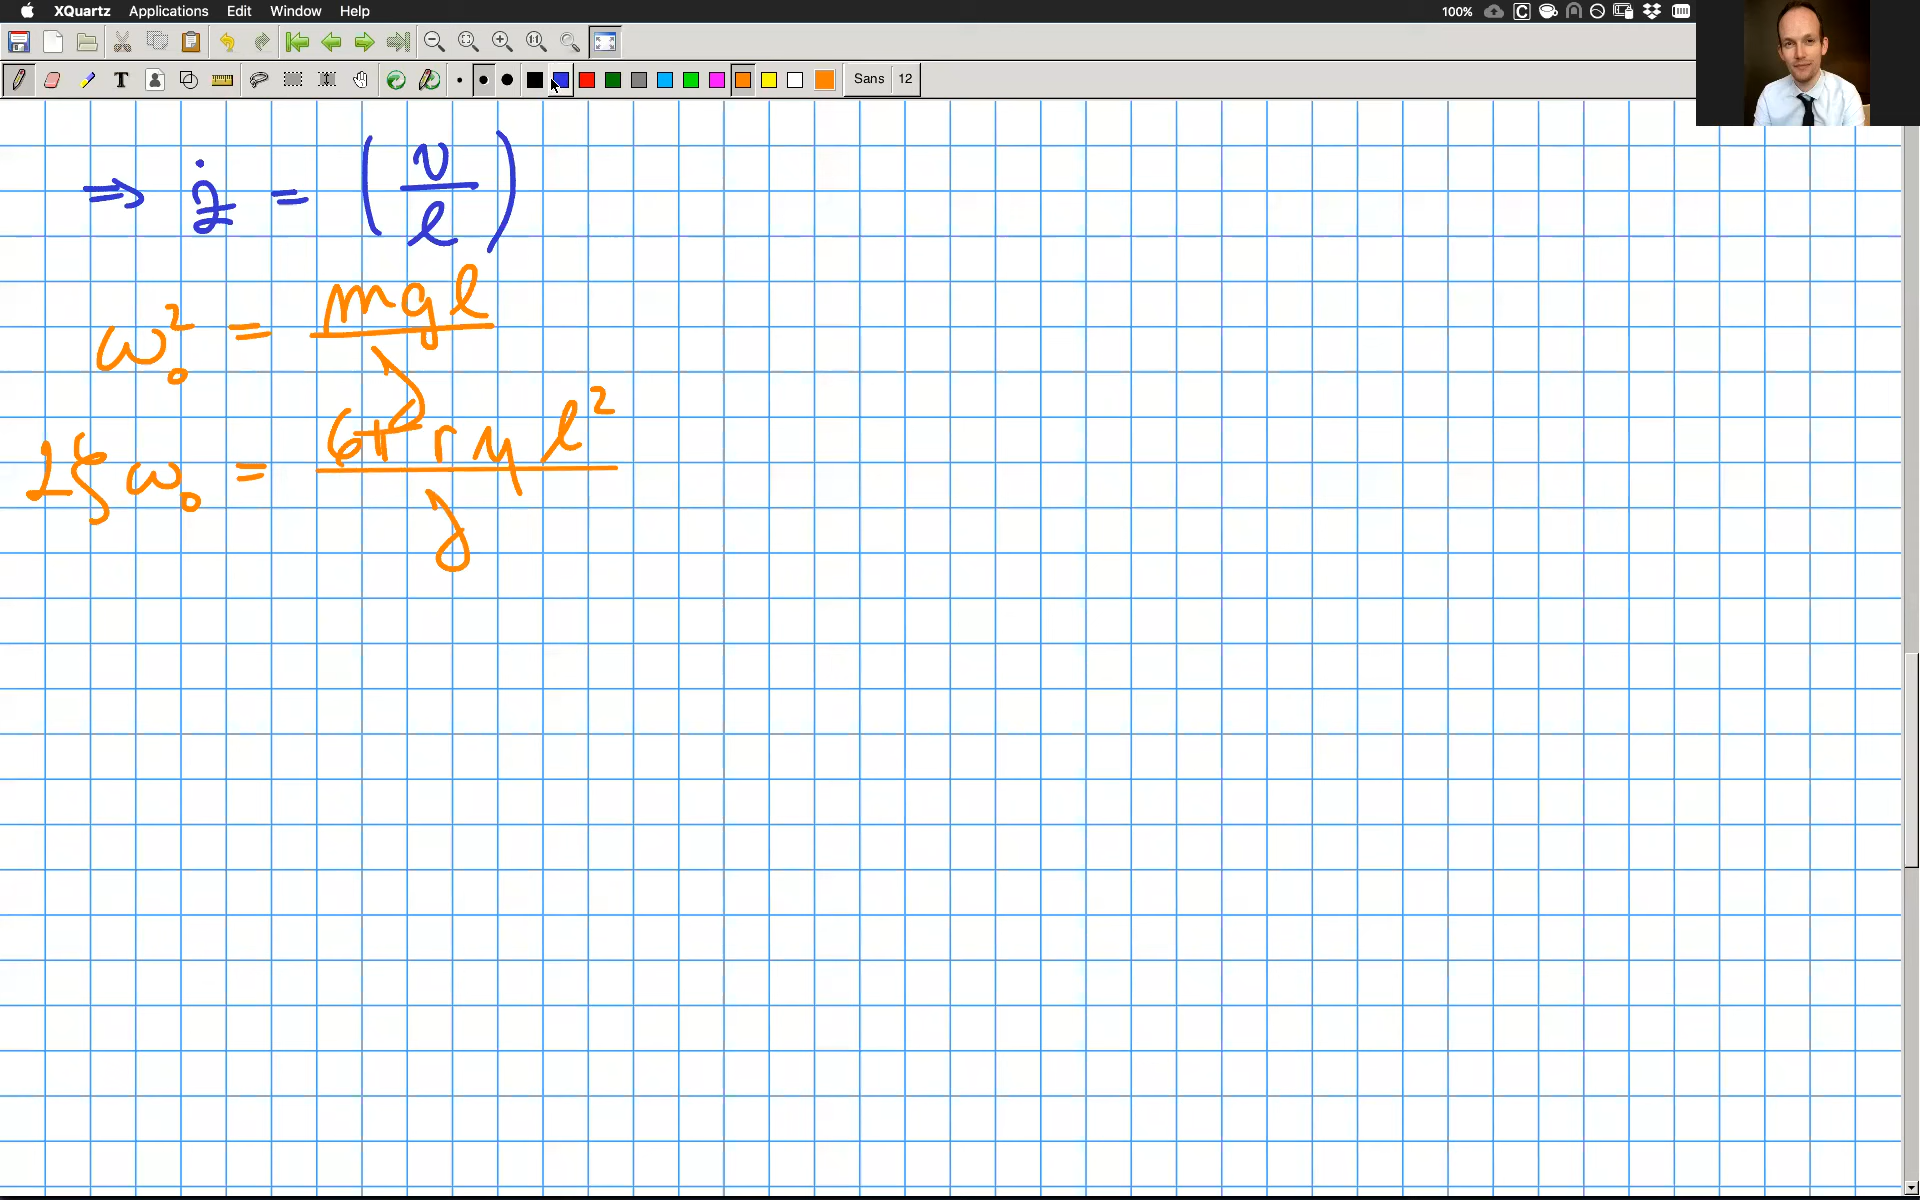 XQuartz Applications Edit Window Help 100%
T Sans 12
⇒ ż = (v/l)
ω₀² = mgl/J
2ξω₀ = 6πrηl²/J